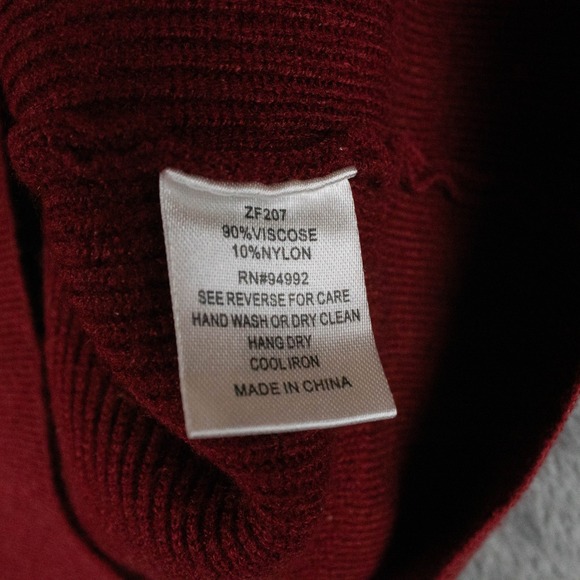 ZF207
90%VISCOSE
10%NYLON
RN#94992
SEE REVERSE FOR CARE
HAND WASH OR DRY CLEAN
HANG DRY
COOL IRON
MADE IN CHINA